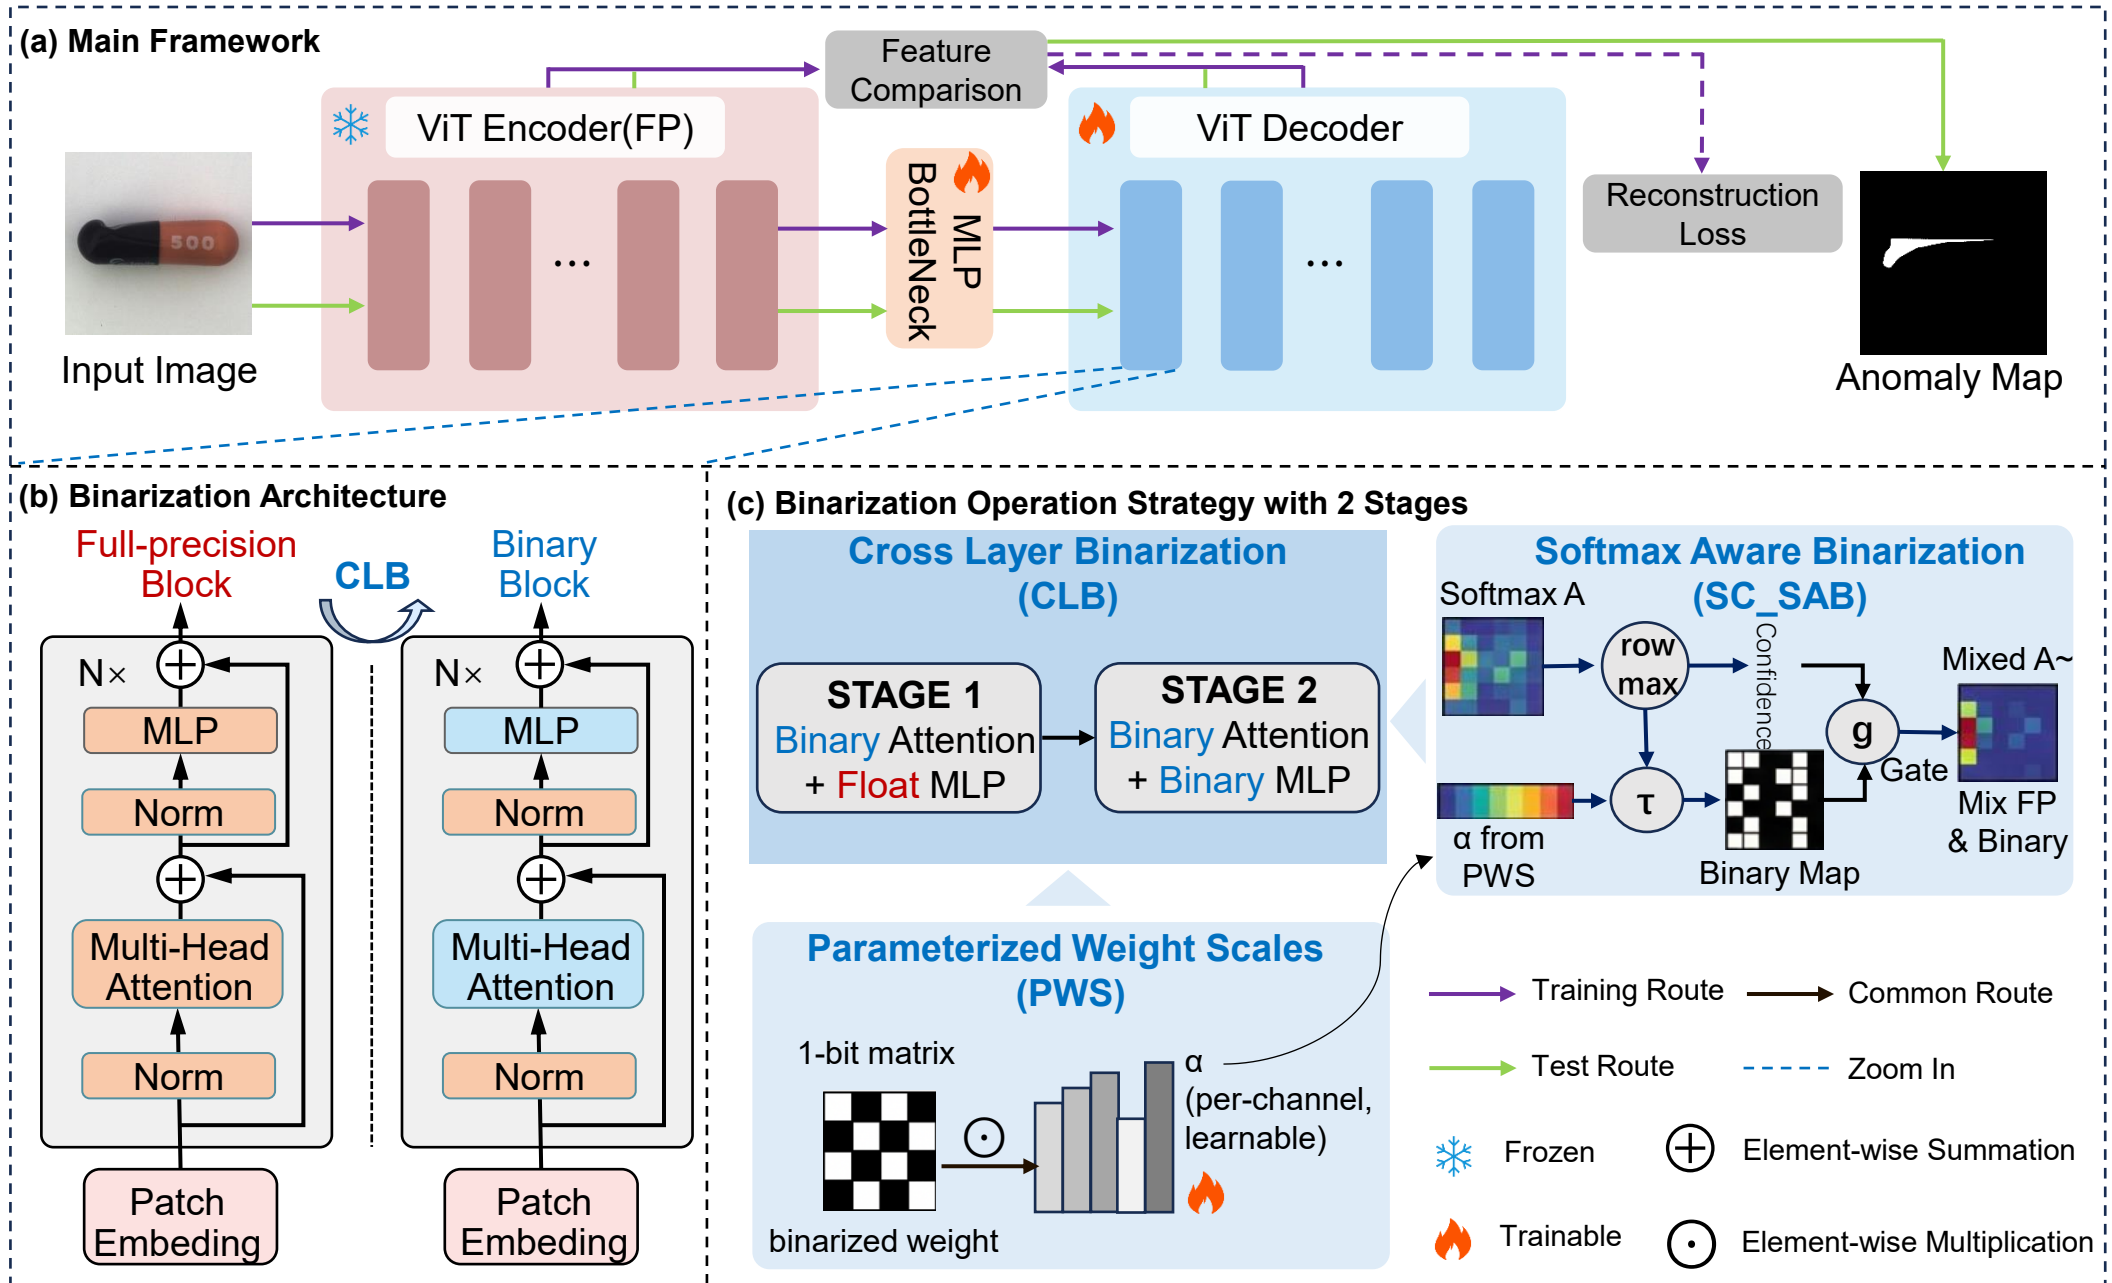 (a) Main Framework
Feature
Comparison
ViT Encoder(FP)
ViT Decoder
500
...
BottleNeck
MLP
...
Reconstruction
Loss
Input Image
Anomaly Map
(b) Binarization Architecture
Full-precision
Block
CLB
Binary
Block
N×
MLP
Norm
Multi-Head
Attention
Norm
Patch
Embeding
N×
MLP
Norm
Multi-Head
Attention
Norm
Patch
Embeding
(c) Binarization Operation Strategy with 2 Stages
Cross Layer Binarization
(CLB)
STAGE 1
Binary Attention
+ Float MLP
STAGE 2
Binary Attention
+ Binary MLP
Softmax Aware Binarization
(SC_SAB)
Softmax A
row
max
Confidence
Mixed A~
g
Gate
τ
α from
PWS
Binary Map
Mix FP
& Binary
Parameterized Weight Scales
(PWS)
1-bit matrix
binarized weight
α
(per-channel,
learnable)
Training Route
Common Route
Test Route
Zoom In
Frozen
Element-wise Summation
Trainable
Element-wise Multiplication